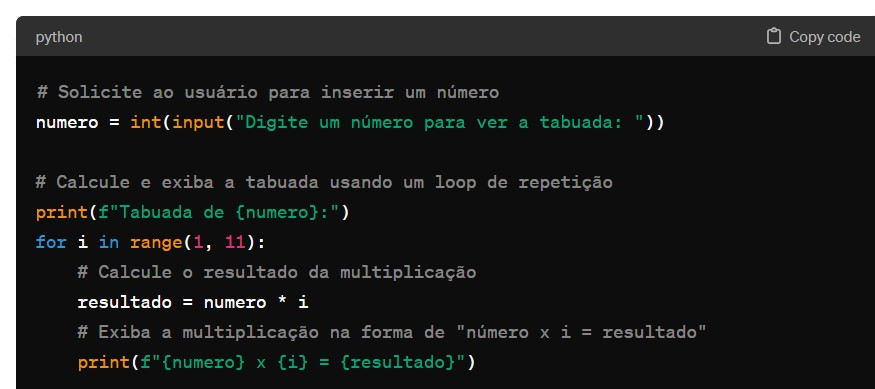 python
Copy code
# Solicite ao usuário para inserir um número
numero = int(input("Digite um número para ver a tabuada: "))
# Calcule e exiba a tabuada usando um loop de repetição
print(f"Tabuada de {numero}:")
for i in range(1, 11):
    # Calcule o resultado da multiplicação
    resultado = numero * i
    # Exiba a multiplicação na forma de "número x i = resultado"
    print(f"{numero} x {i} = {resultado}")